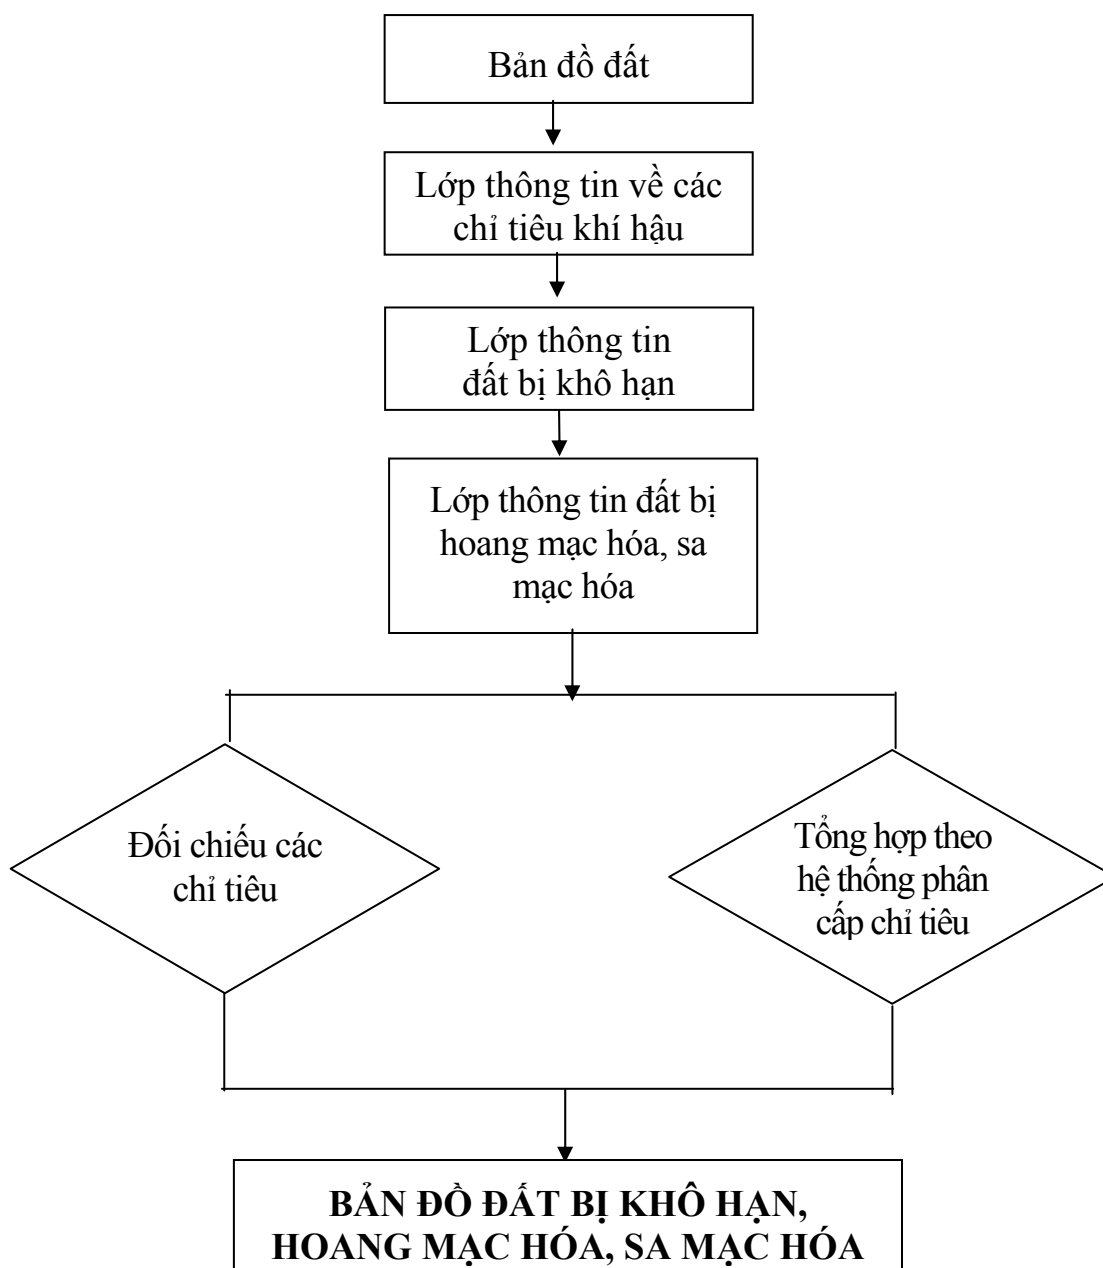 Bản đồ đất
Lớp thông tin về các
chỉ tiêu khí hậu
Lớp thông tin
đất bị khô hạn
Lớp thông tin đất bị
hoang mạc hóa, sa
mạc hóa
Đối chiếu các
chỉ tiêu
Tổng hợp theo
hệ thống phân
cấp chỉ tiêu
BẢN ĐỒ ĐẤT BỊ KHÔ HẠN,
HOANG MẠC HÓA, SA MẠC HÓA